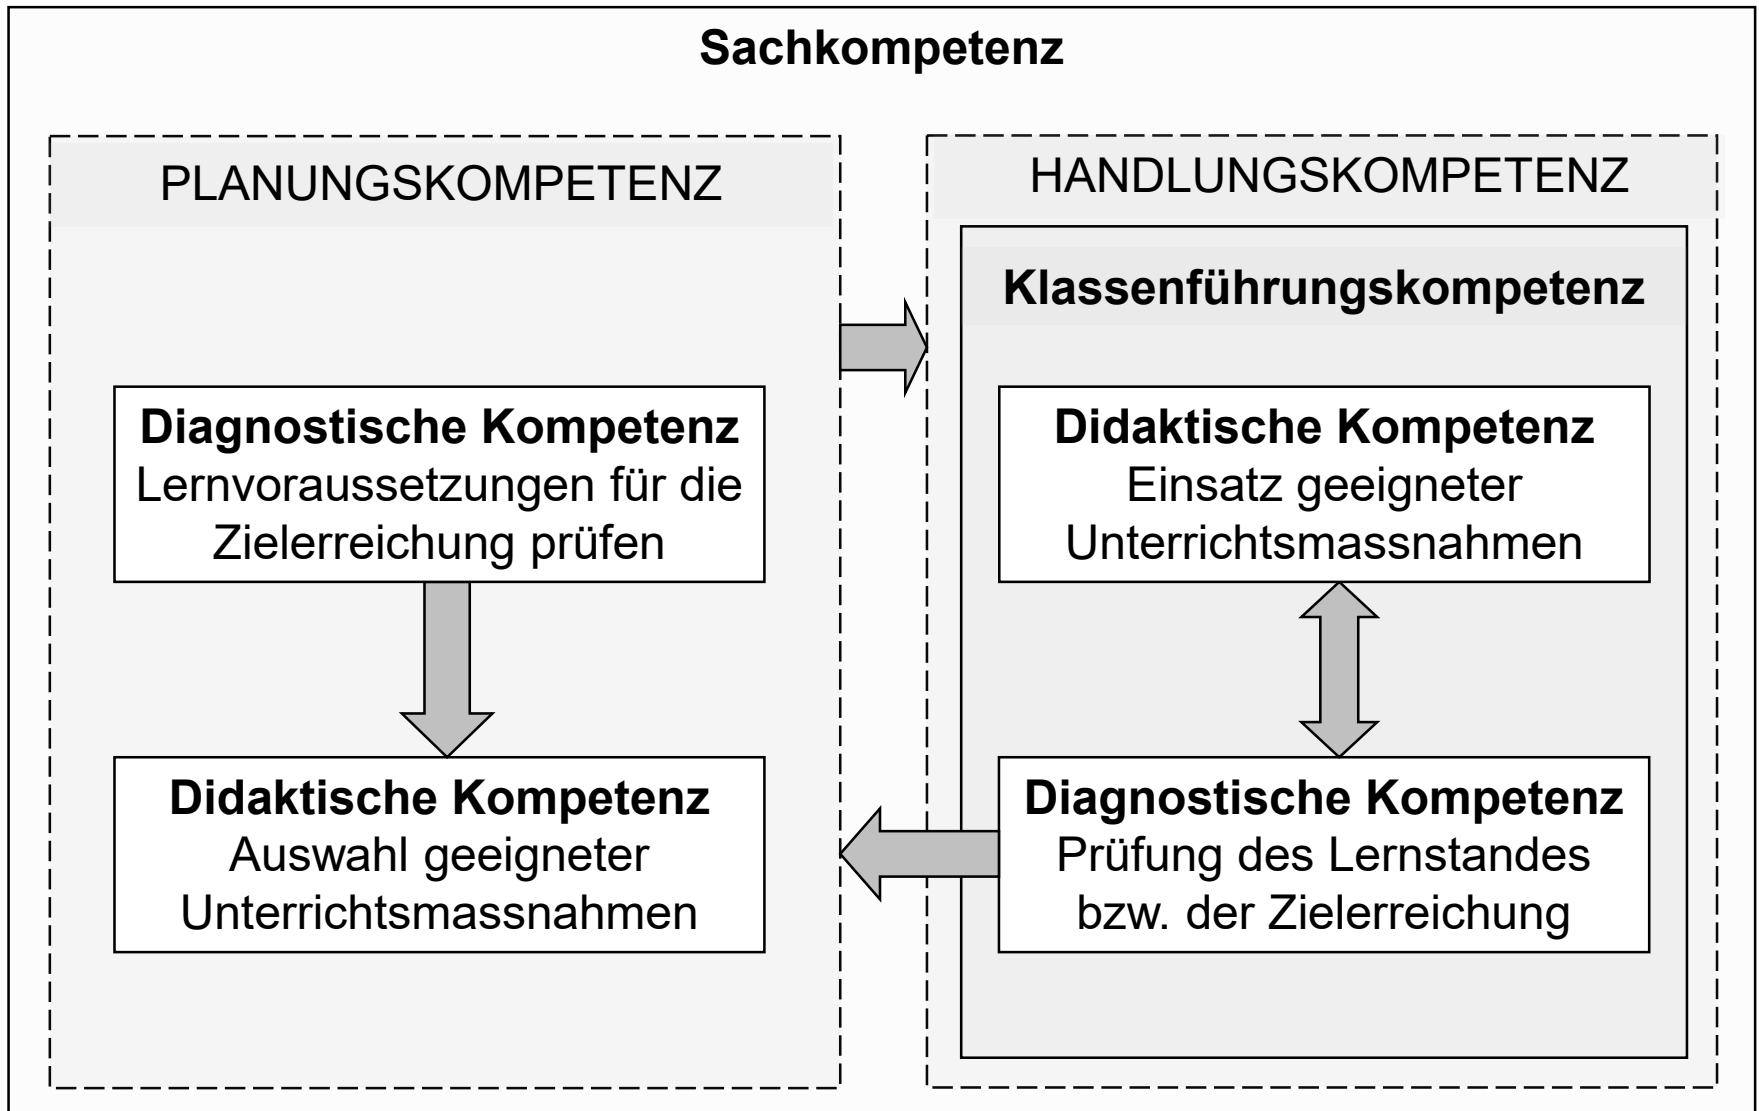 Sachkompetenz
PLANUNGSKOMPETENZ
Diagnostische Kompetenz
Lernvoraussetzungen für die
Zielerreichung prüfen
Didaktische Kompetenz
Auswahl geeigneter
Unterrichtsmassnahmen
HANDLUNGSKOMPETENZ
Klassenführungskompetenz
Didaktische Kompetenz
Einsatz geeigneter
Unterrichtsmassnahmen
Diagnostische Kompetenz
Prüfung des Lernstandes
bzw. der Zielerreichung